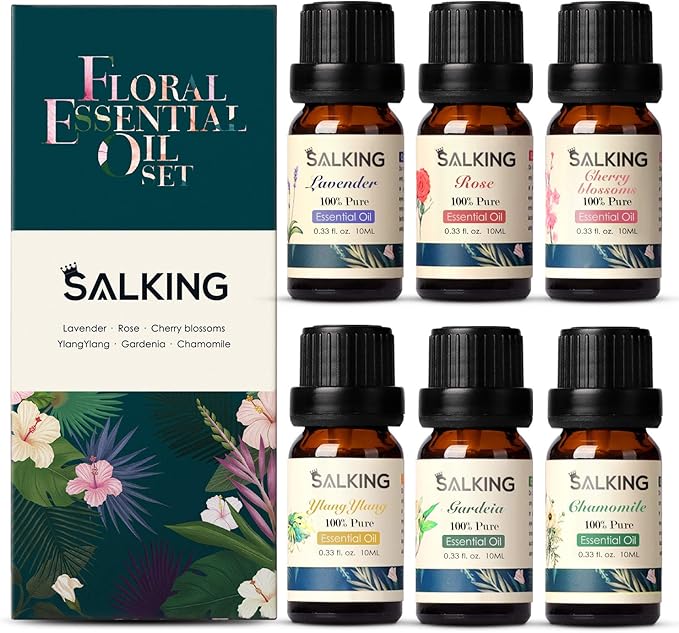 FLORAL
ESSENTIAL
OIL
SET
SALKING
Lavender · Rose · Cherry blossoms
YlangYlang · Gardenia · Chamomile
SALKING
Lavender
100% Pure
Essential Oil
0.33 fl. oz. 10ML
SALKING
Rose
100% Pure
Essential Oil
0.33 fl. oz. 10ML
SALKING
Cherry
blossoms
100% Pure
Essential Oil
0.33 fl. oz. 10ML
SALKING
YlangYlang
100% Pure
Essential Oil
0.33 fl. oz. 10ML
SALKING
Gardeia
100% Pure
Essential Oil
0.33 fl. oz. 10ML
SALKING
Chamomile
100% Pure
Essential Oil
0.33 fl. oz. 10ML